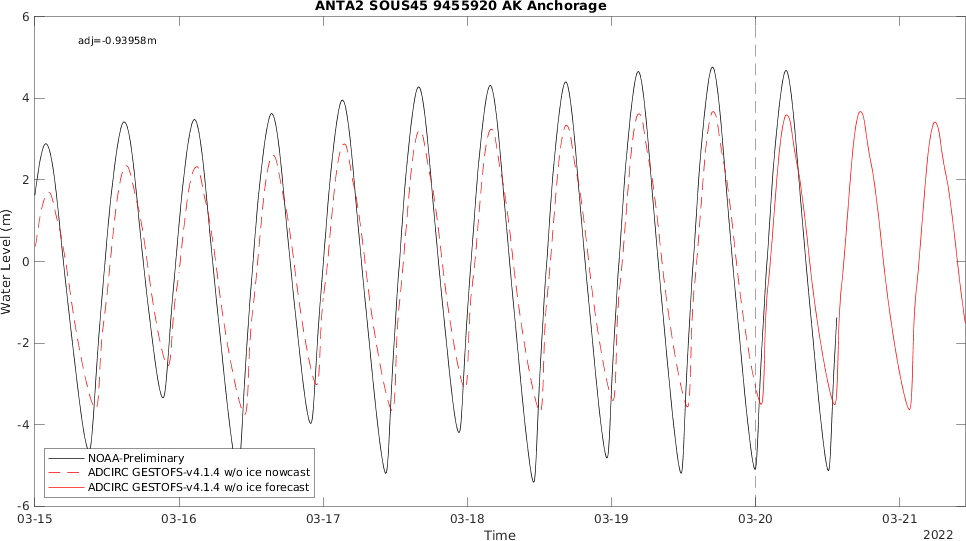 ANTA2 SOUS45 9455920 AK Anchorage
6
adj=-0.93958m
4
2
0
-2
-4
-6
Water Level (m)
NOAA-Preliminary
ADCIRC GESTOFS-v4.1.4 w/o ice nowcast
ADCIRC GESTOFS-v4.1.4 w/o ice forecast
03-15 03-16 03-17 03-18 03-19 03-20 03-21
Time
2022